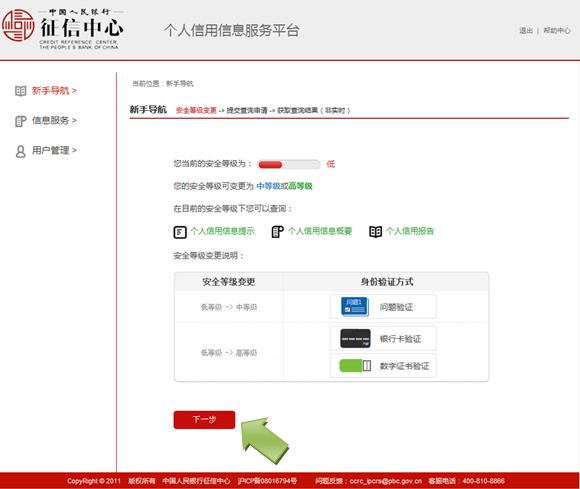 中国人民银行
征信中心
CREDIT REFERENCE CENTER,
THE PEOPLE'S BANK OF CHINA
个人信用信息服务平台
退出 | 帮助中心
新手导航 >
信息服务 >
用户管理 >
当前位置：新手导航
新手导航 安全等级变更 -> 提交查询申请 -> 获取查询结果（非实时）
您当前的安全等级为： 低
您的安全等级可变更为 中等级或高等级
在目前的安全等级下您可以查询：
个人信用信息提示 个人信用信息概要 个人信用报告
安全等级变更说明：
安全等级变更 身份验证方式
低等级 -> 中等级 问题1 问题验证
低等级 -> 高等级 银行卡验证
数字证书验证
下一步
CopyRight © 2011 版权所有 中国人民银行征信中心 沪ICP备08016794号 问题反馈：ccrc_ipcrs@pbc.gov.cn 客服电话：400-810-8866